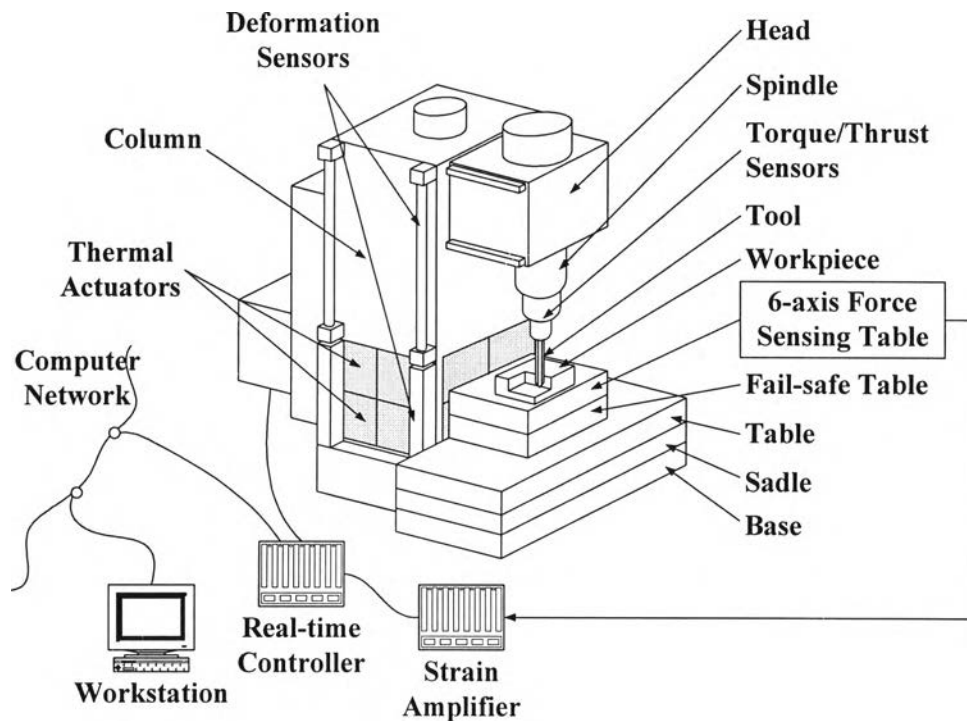 Deformation
Sensors
Column
Thermal
Actuators
Computer
Network
Head
Spindle
Torque/Thrust
Sensors
Tool
Workpiece
6-axis Force
Sensing Table
Fail-safe Table
Table
Sadle
Base
Real-time
Controller
Workstation
Strain
Amplifier